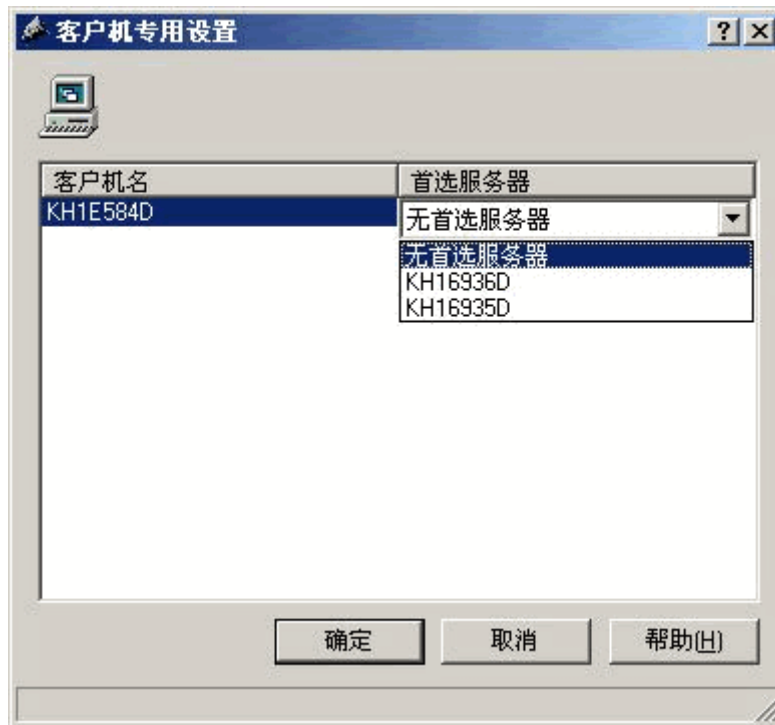 客户机专用设置
客户机名 首选服务器
KH1E584D 无首选服务器
无首选服务器
KH16936D
KH16935D
确定 取消 帮助(H)